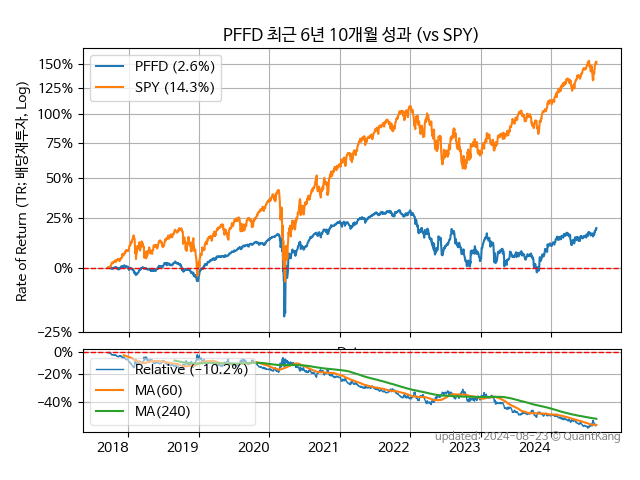 PFFD 최근 6년 10개월 성과 (vs SPY)
Rate of Return (TR: 배당재투자, Log)
150%
125%
100%
75%
50%
25%
0%
−25%
PFFD (2.6%)
SPY (14.3%)
0%
−20%
−40%
Relative (−10.2%)
MA(60)
MA(240)
2018 2019 2020 2021 2022 2023 2024
updated: 2024-08-23 © QuantKang